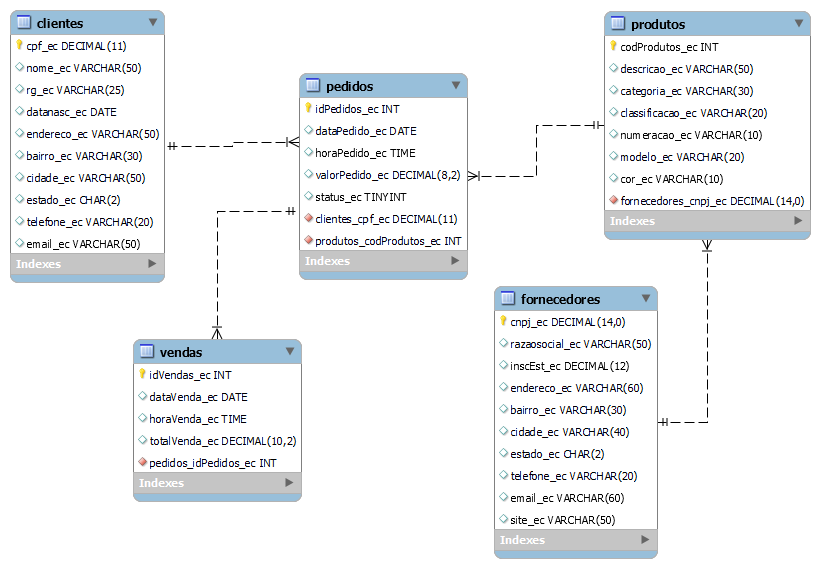 clientes
cpf_ec DECIMAL(11)
nome_ec VARCHAR(50)
rg_ec VARCHAR(25)
datanasc_ec DATE
endereco_ec VARCHAR(50)
bairro_ec VARCHAR(30)
cidade_ec VARCHAR(50)
estado_ec CHAR(2)
telefone_ec VARCHAR(20)
email_ec VARCHAR(50)
Indexes
pedidos
idPedidos_ec INT
dataPedido_ec DATE
horaPedido_ec TIME
valorPedido_ec DECIMAL(8,2)
status_ec TINYINT
clientes_cpf_ec DECIMAL(11)
produtos_codProdutos_ec INT
Indexes
produtos
codProdutos_ec INT
descricao_ec VARCHAR(50)
categoria_ec VARCHAR(30)
classificacao_ec VARCHAR(20)
numeracao_ec VARCHAR(10)
modelo_ec VARCHAR(20)
cor_ec VARCHAR(10)
fornecedores_cnpj_ec DECIMAL(14,0)
Indexes
vendas
idVendas_ec INT
dataVenda_ec DATE
horaVenda_ec TIME
totalVenda_ec DECIMAL(10,2)
pedidos_idPedidos_ec INT
Indexes
fornecedores
cnpj_ec DECIMAL(14,0)
razaosocial_ec VARCHAR(50)
inscEst_ec DECIMAL(12)
endereco_ec VARCHAR(60)
bairro_ec VARCHAR(30)
cidade_ec VARCHAR(40)
estado_ec CHAR(2)
telefone_ec VARCHAR(20)
email_ec VARCHAR(60)
site_ec VARCHAR(50)
Indexes